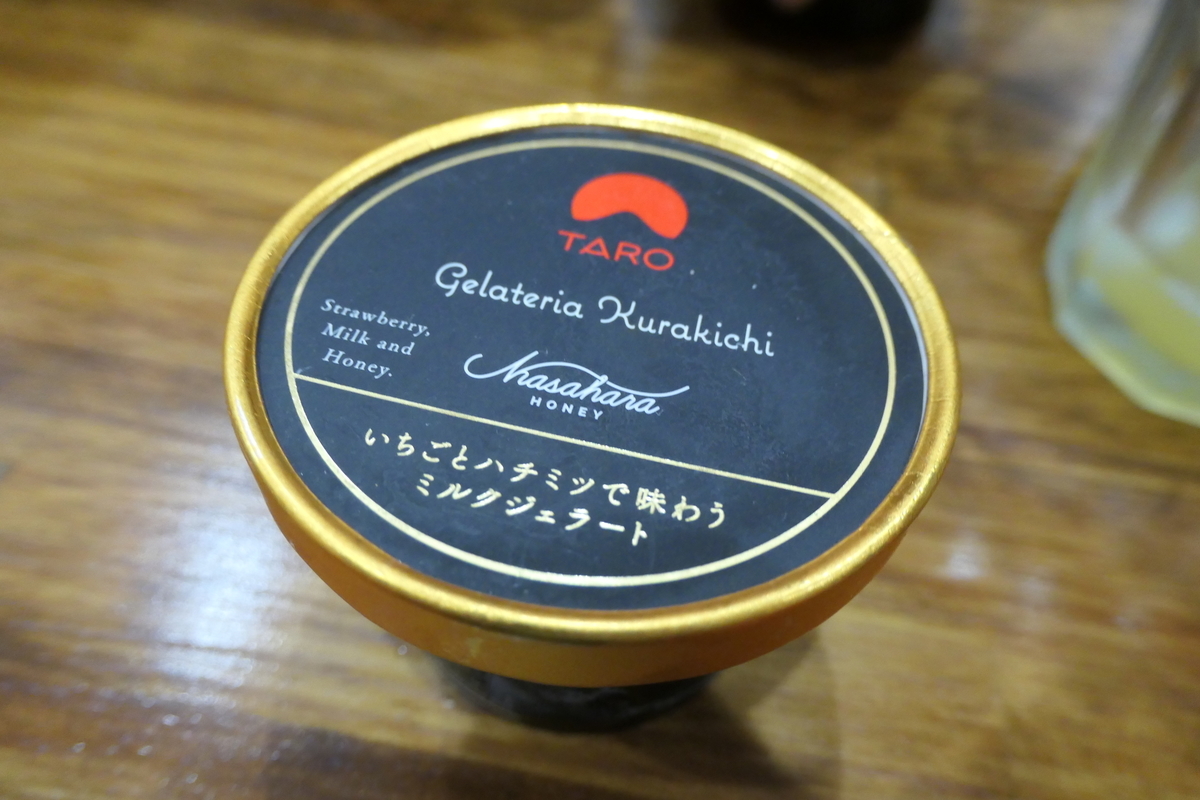 TARO
Gelateria Kurakichi
Strawberry,
Milk and
Honey.
Nasahara
HONEY
いちごとハチミツで味わう
ミルクジェラート